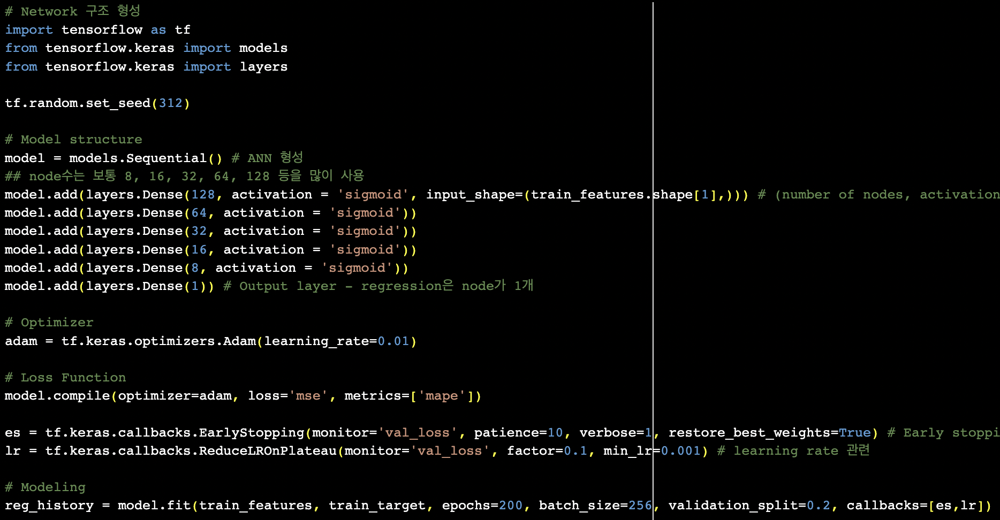 # Network 구조 형성
import tensorflow as tf
from tensorflow.keras import models
from tensorflow.keras import layers
tf.random.set_seed(312)
# Model structure
model = models.Sequential() # ANN 형성
## node수는 보통 8, 16, 32, 64, 128 등을 많이 사용
model.add(layers.Dense(128, activation = 'sigmoid', input_shape=(train_features.shape[1],))) # (number of nodes, activation
model.add(layers.Dense(64, activation = 'sigmoid'))
model.add(layers.Dense(32, activation = 'sigmoid'))
model.add(layers.Dense(16, activation = 'sigmoid'))
model.add(layers.Dense(8, activation = 'sigmoid'))
model.add(layers.Dense(1)) # Output layer - regression은 node가 1개
# Optimizer
adam = tf.keras.optimizers.Adam(learning_rate=0.01)
# Loss Function
model.compile(optimizer=adam, loss='mse', metrics=['mape'])
es = tf.keras.callbacks.EarlyStopping(monitor='val_loss', patience=10, verbose=1, restore_best_weights=True) # Early stoppi
lr = tf.keras.callbacks.ReduceLROnPlateau(monitor='val_loss', factor=0.1, min_lr=0.001) # learning rate 관련
# Modeling
reg_history = model.fit(train_features, train_target, epochs=200, batch_size=256, validation_split=0.2, callbacks=[es,lr])